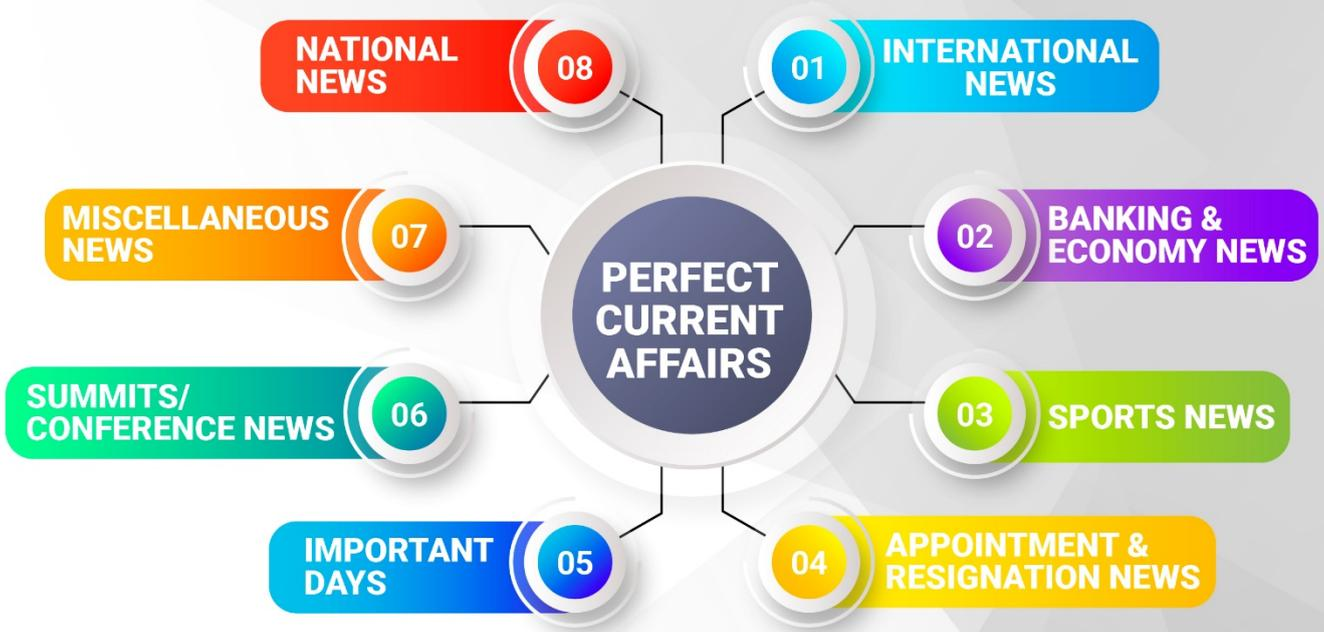 PERFECT
CURRENT
AFFAIRS
01
INTERNATIONAL
NEWS
02
BANKING &
ECONOMY NEWS
03
SPORTS NEWS
04
APPOINTMENT &
RESIGNATION NEWS
05
IMPORTANT
DAYS
06
SUMMITS/
CONFERENCE NEWS
07
MISCELLANEOUS
NEWS
08
NATIONAL
NEWS